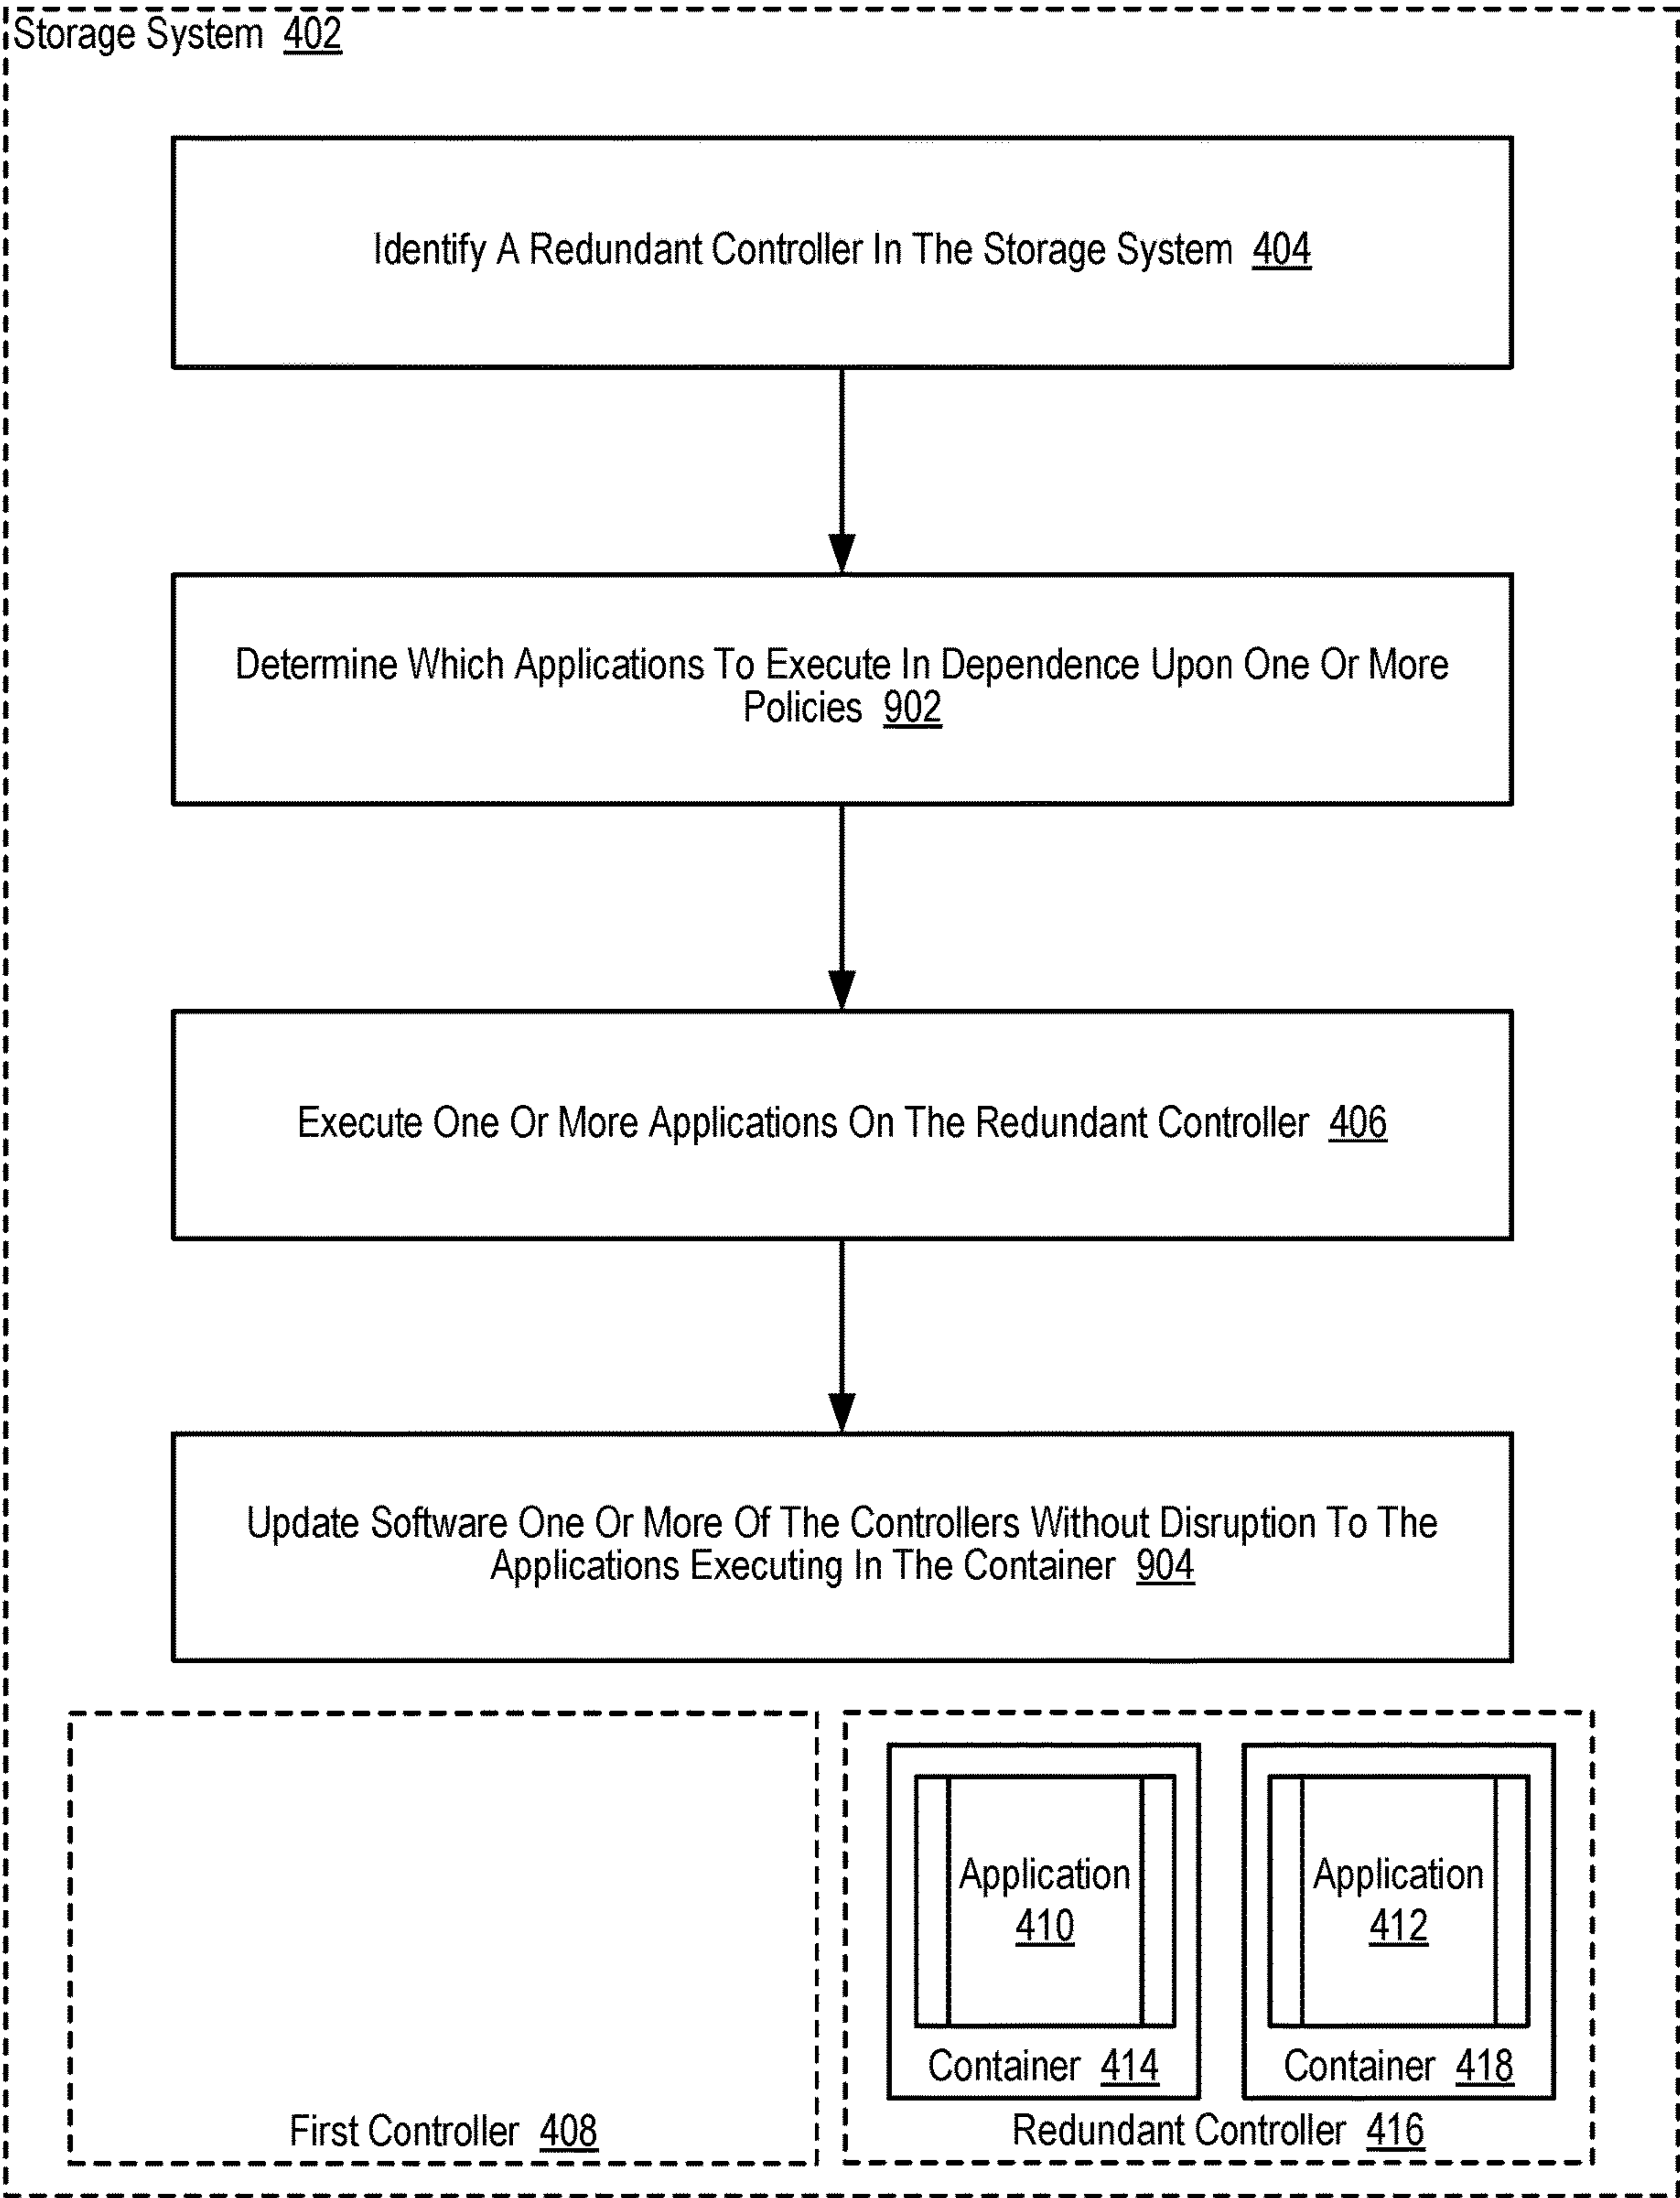 Storage System 402
Identify A Redundant Controller In The Storage System 404
Determine Which Applications To Execute In Dependence Upon One Or More
Policies 902
Execute One Or More Applications On The Redundant Controller 406
Update Software One Or More Of The Controllers Without Disruption To The
Applications Executing In The Container 904
Application
410
Container 414
Application
412
Container 418
First Controller 408
Redundant Controller 416